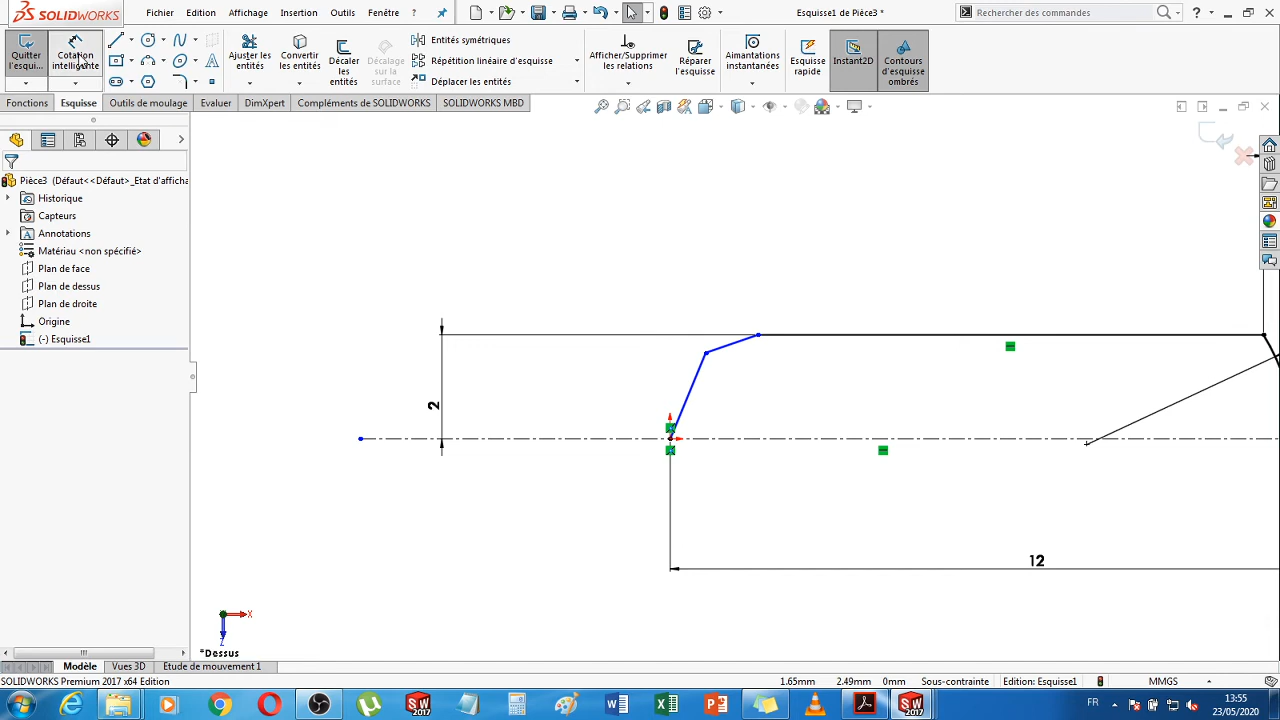 SOLIDWORKS
Fichier Edition Affichage Insertion Outils Fenêtre ?
Esquisse1 de Pièce3 *
Rechercher des commandes
Quitter l'esqui...
Cotation intelligente
Ajuster les entités
Convertir les entités
Décaler les entités
Décalage sur la surface
Entités symétriques
Répétition linéaire d'esquisse
Déplacer les entités
Afficher/Supprimer les relations
Réparer l'esquisse
Aimantations instantanées
Esquisse rapide
Instant2D
Contours d'esquisse ombrés
Fonctions Esquisse Outils de moulage Evaluer DimXpert Compléments de SOLIDWORKS SOLIDWORKS MBD
Pièce3 (Défaut<<Défaut>_Etat d'afficha
Historique
Capteurs
Annotations
Matériau <non spécifié>
Plan de face
Plan de dessus
Plan de droite
Origine
(-) Esquisse1
2
12
X
Z
*Dessus
Modèle Vues 3D Etude de mouvement 1
SOLIDWORKS Premium 2017 x64 Edition
1.65mm 2.49mm 0mm Sous-contrainte Edition: Esquisse1 MMGS
FR
13:55
23/05/2020